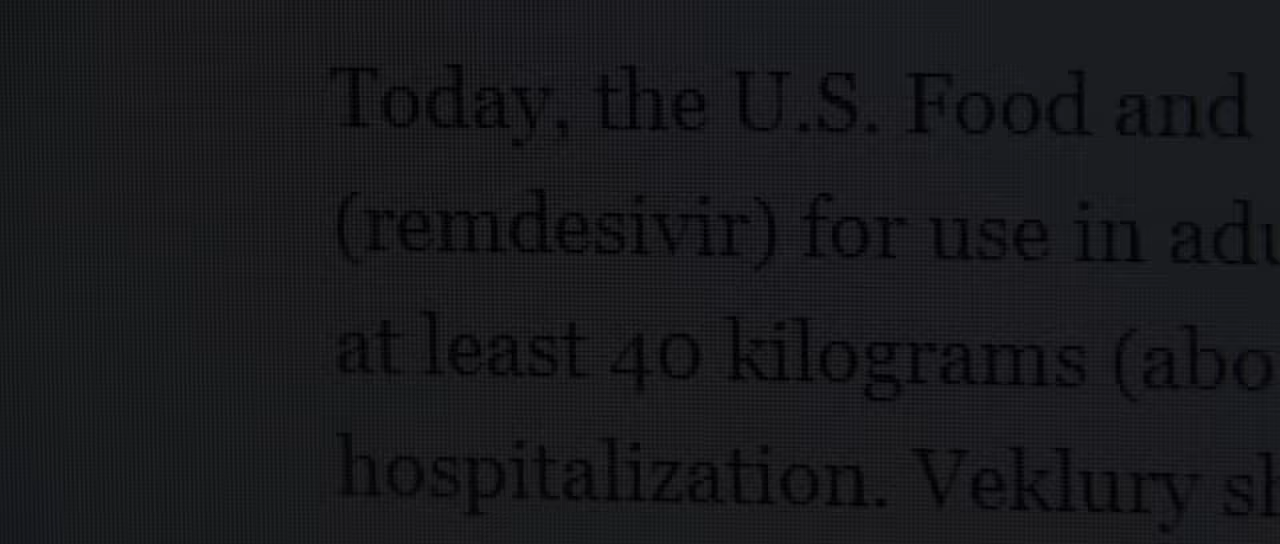 Today, the U.S. Food and
(remdesivir) for use in
at least 40 kilograms
hospitalization. Veklury